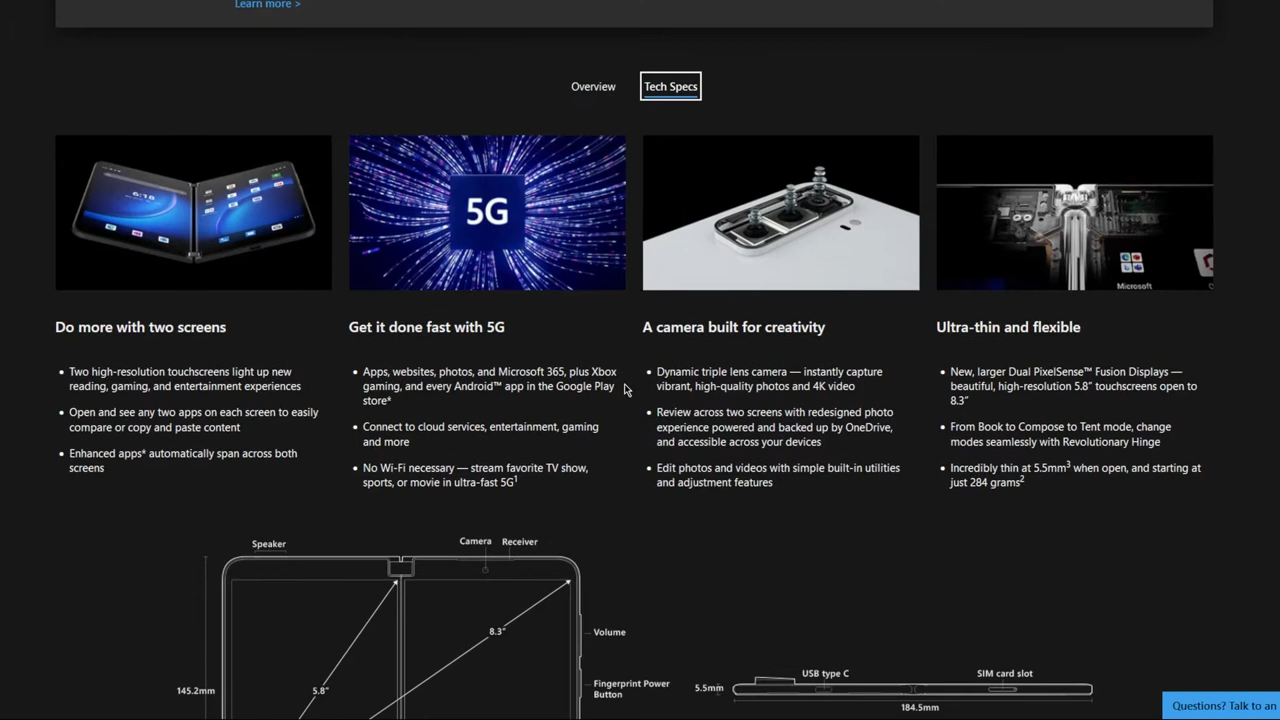 Learn more >
Overview
Tech Specs
6:18
5G
Microsoft
Do more with two screens
• Two high-resolution touchscreens light up new
reading, gaming, and entertainment experiences
• Open and see any two apps on each screen to easily
compare or copy and paste content
• Enhanced apps* automatically span across both
screens
Get it done fast with 5G
• Apps, websites, photos, and Microsoft 365, plus Xbox
gaming, and every Android™ app in the Google Play
store*
• Connect to cloud services, entertainment, gaming
and more
• No Wi-Fi necessary — stream favorite TV show,
sports, or movie in ultra-fast 5G¹
A camera built for creativity
• Dynamic triple lens camera — instantly capture
vibrant, high-quality photos and 4K video
• Review across two screens with redesigned photo
experience powered and backed up by OneDrive,
and accessible across your devices
• Edit photos and videos with simple built-in utilities
and adjustment features
Ultra-thin and flexible
• New, larger Dual PixelSense™ Fusion Displays —
beautiful, high-resolution 5.8” touchscreens open to
8.3”
• From Book to Compose to Tent mode, change
modes seamlessly with Revolutionary Hinge
• Incredibly thin at 5.5mm³ when open, and starting at
just 284 grams²
Speaker
Camera
Receiver
8.3”
Volume
Fingerprint Power
Button
145.2mm
5.8”
USB type C
SIM card slot
5.5mm
184.5mm
Questions? Talk to an